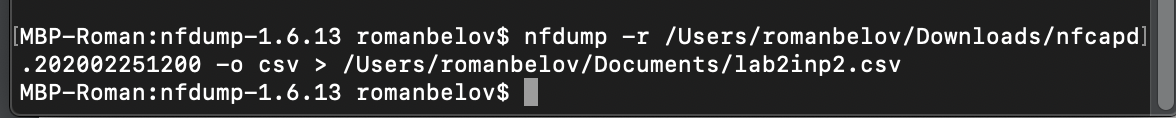 [MBP-Roman:nfdump-1.6.13 romanbelov$ nfdump -r /Users/romanbelov/Downloads/nfcapd]
.202002251200 -o csv > /Users/romanbelov/Documents/lab2inp2.csv
MBP-Roman:nfdump-1.6.13 romanbelov$